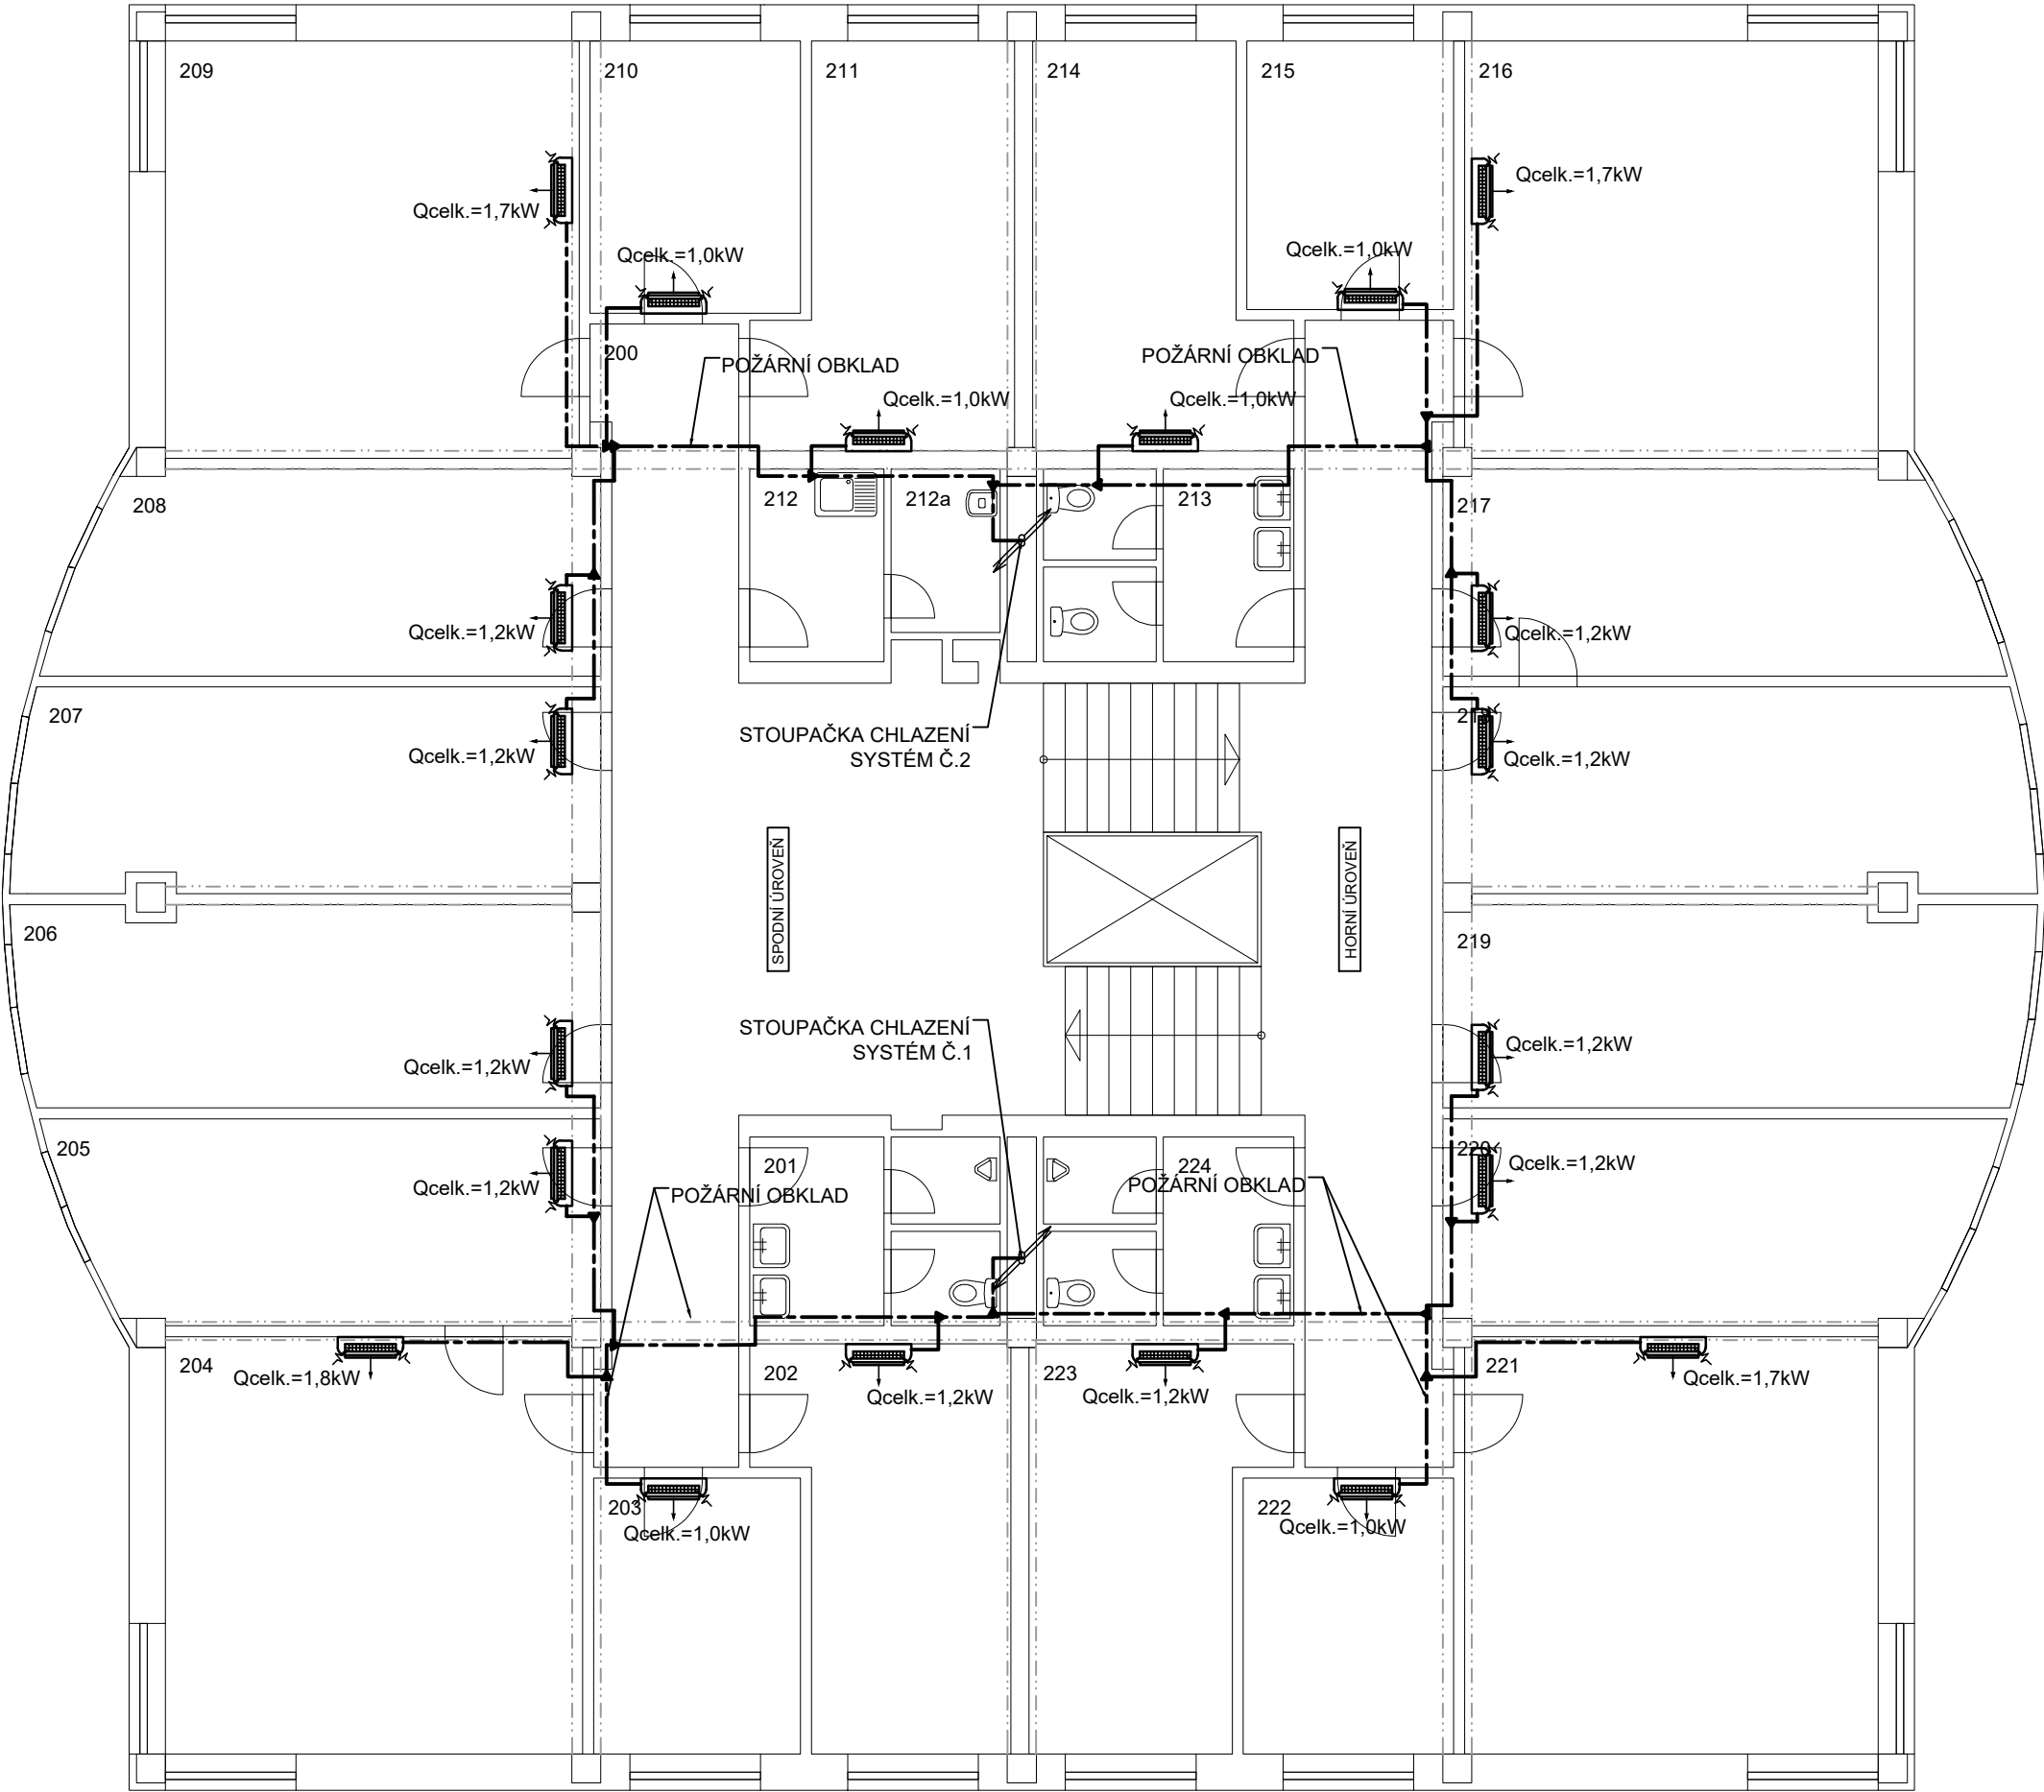 209
210
211
214
215
216
Qcelk.=1,7kW
Qcelk.=1,7kW
Qcelk.=1,0kW
Qcelk.=1,0kW
200
POŽÁRNÍ OBKLAD
POŽÁRNÍ OBKLAD
Qcelk.=1,0kW
Qcelk.=1,0kW
208
212
212a
213
217
Qcelk.=1,2kW
Qcelk.=1,2kW
207
Qcelk.=1,2kW
Qcelk.=1,2kW
STOUPAČKA CHLAZENÍ
SYSTÉM Č.2
SPODNÍ ÚROVEŇ
HORNÍ ÚROVEŇ
206
219
STOUPAČKA CHLAZENÍ
SYSTÉM Č.1
Qcelk.=1,2kW
Qcelk.=1,2kW
205
201
224
220
Qcelk.=1,2kW
Qcelk.=1,2kW
POŽÁRNÍ OBKLAD
POŽÁRNÍ OBKLAD
204
202
223
221
Qcelk.=1,8kW
Qcelk.=1,2kW
Qcelk.=1,2kW
Qcelk.=1,7kW
203
222
Qcelk.=1,0kW
Qcelk.=1,0kW